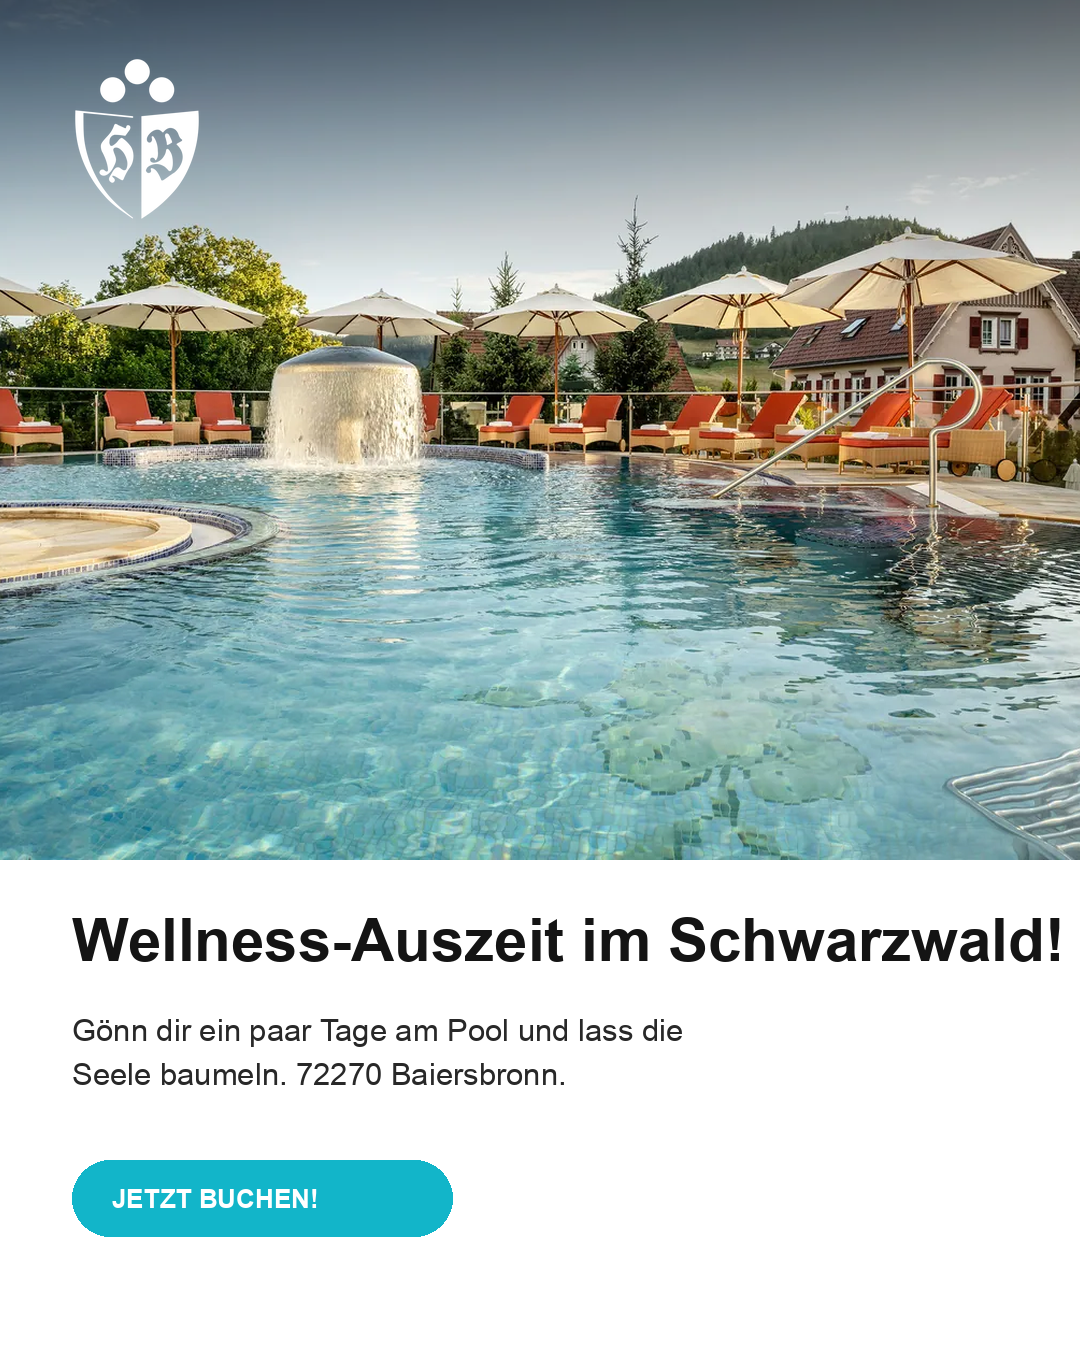 HB
Wellness-Auszeit im Schwarzwald!
Gönn dir ein paar Tage am Pool und lass die
Seele baumeln. 72270 Baiersbronn.
JETZT BUCHEN!